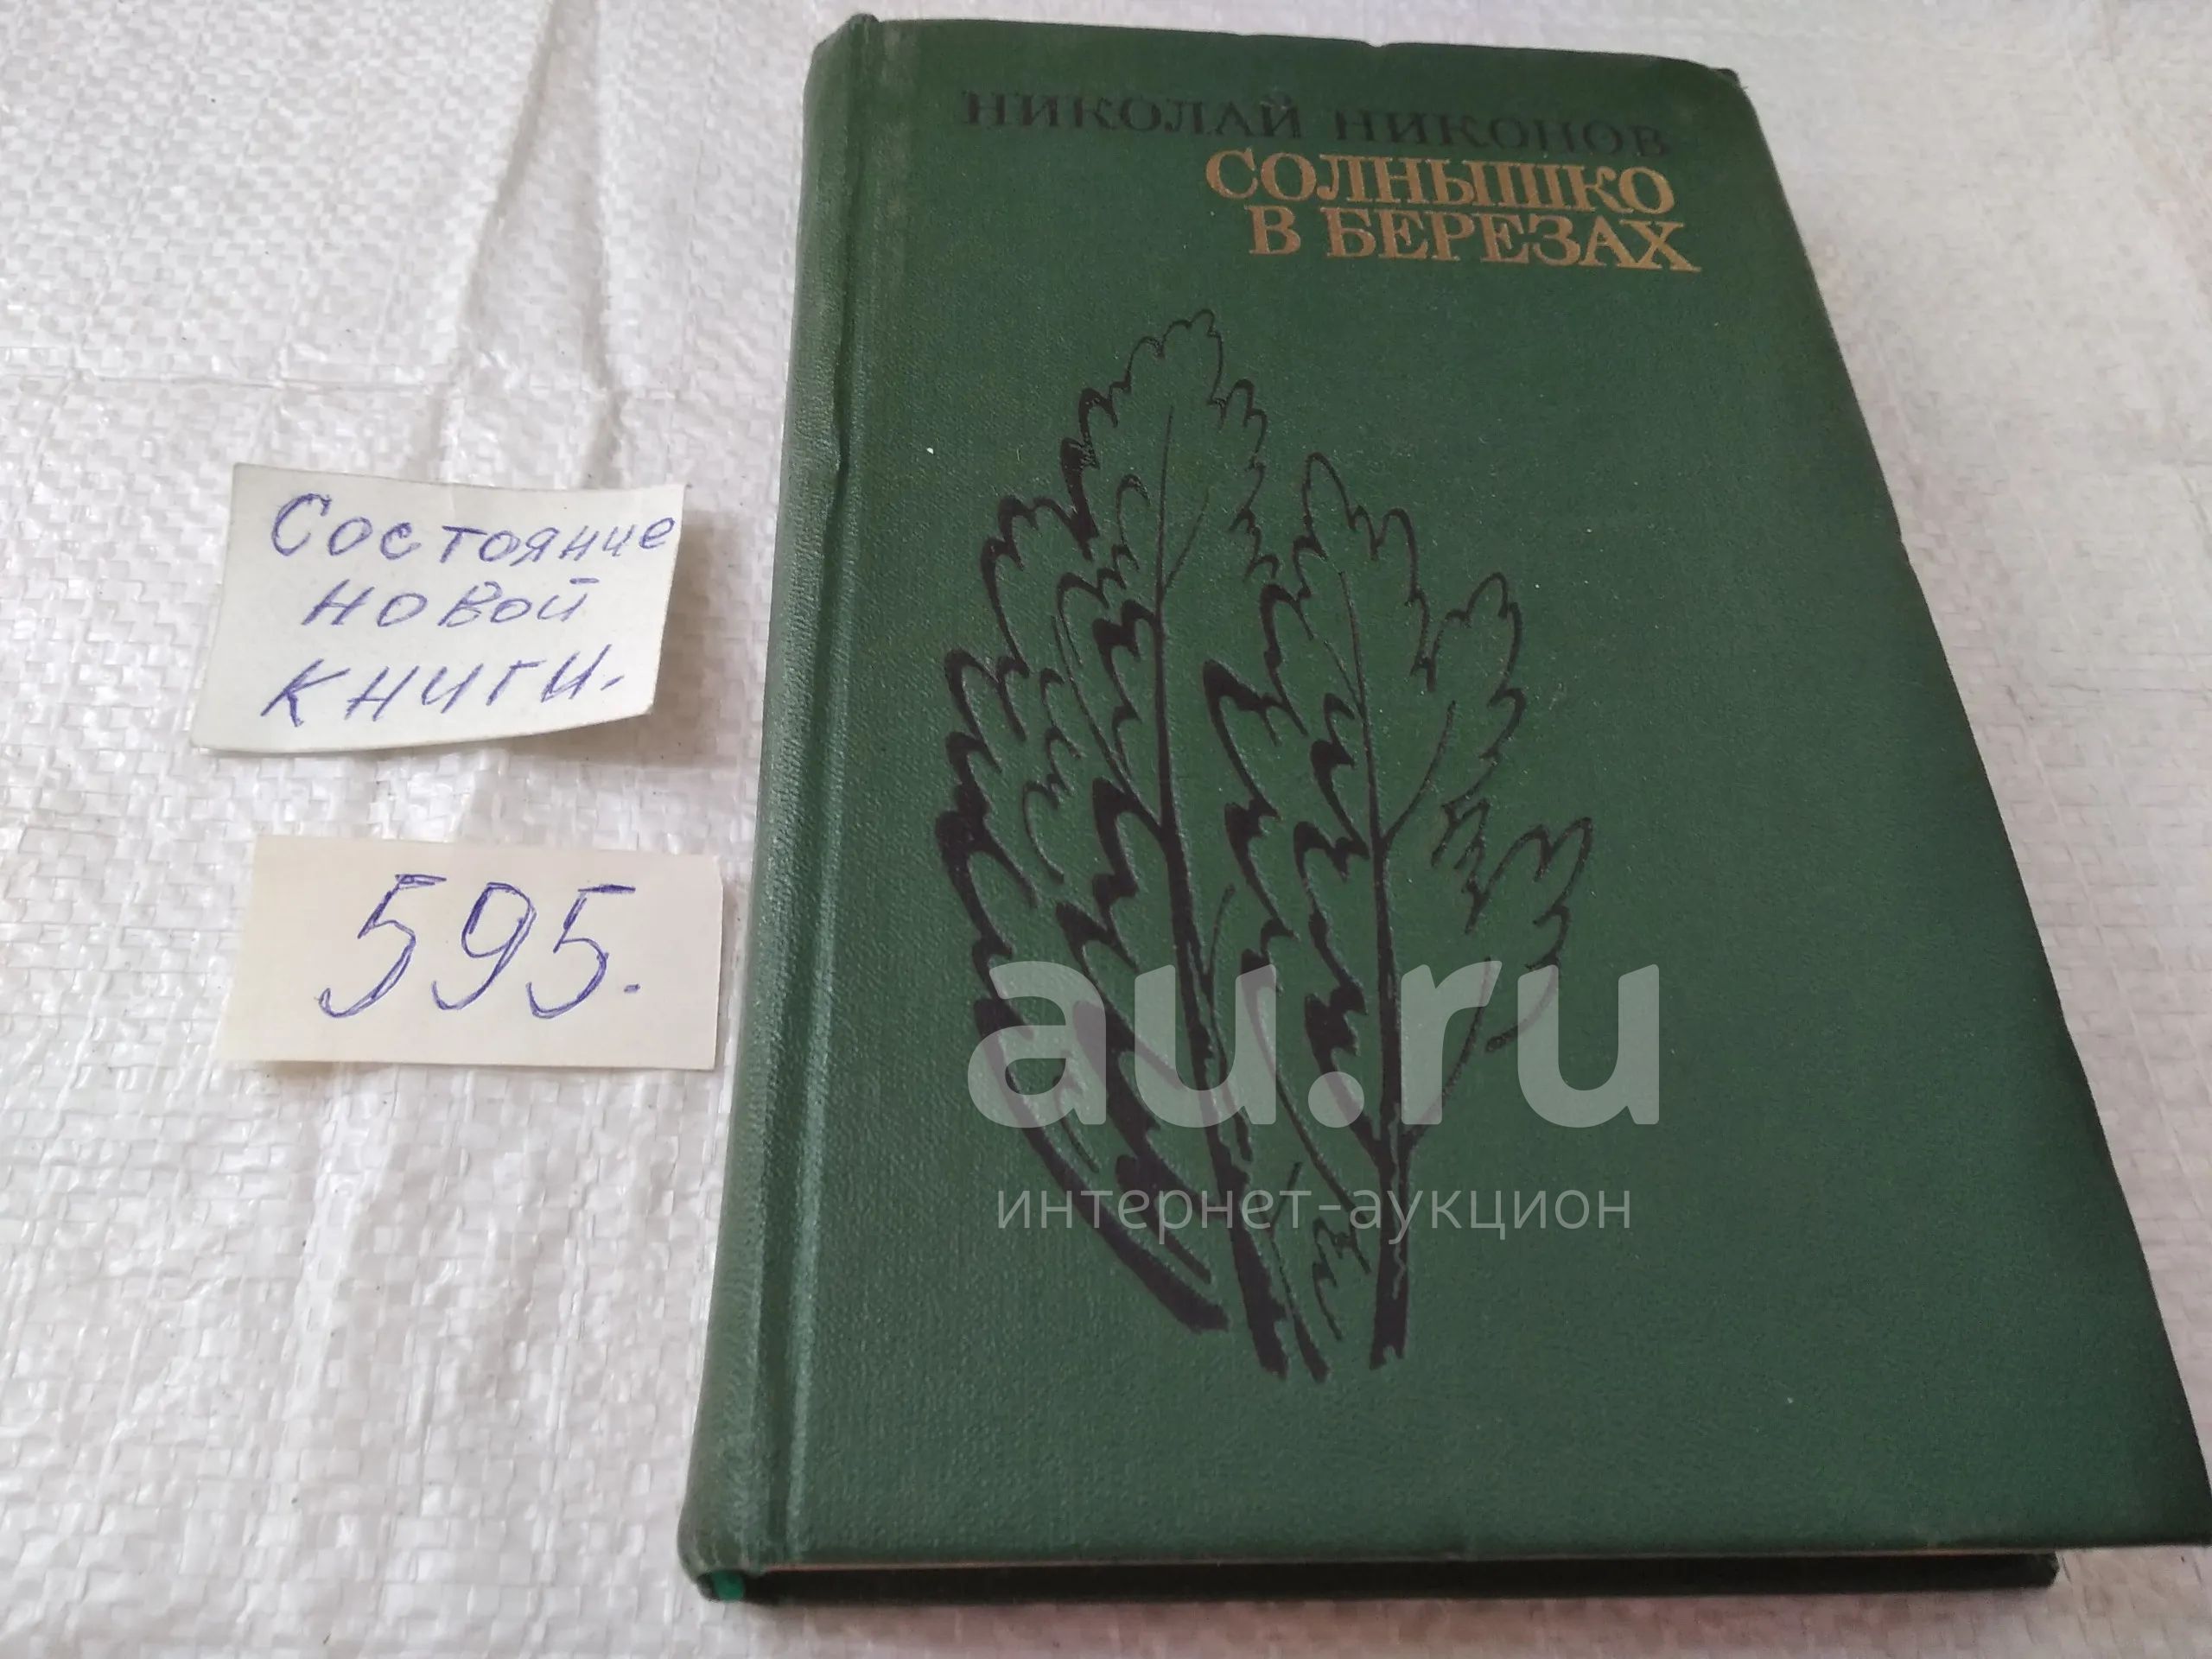 НИКОЛАЙ НИКОНОВ
СОЛНЫШКО
В БЕРЕЗАХ
Состояние
новой
книги.
595.
au.ru
интернет-аукцион